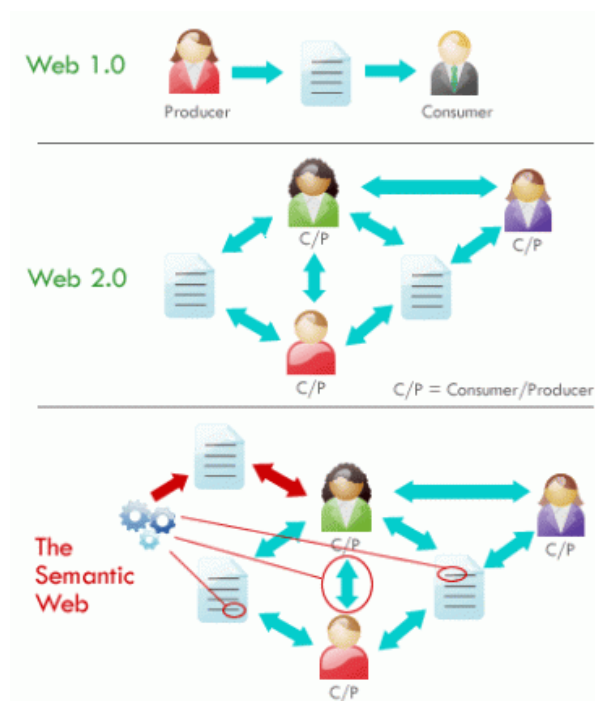 Web 1.0
Producer
Consumer
C/P
C/P
Web 2.0
C/P
C/P = Consumer/Producer
C/P
C/P
The
Semantic
Web
C/P